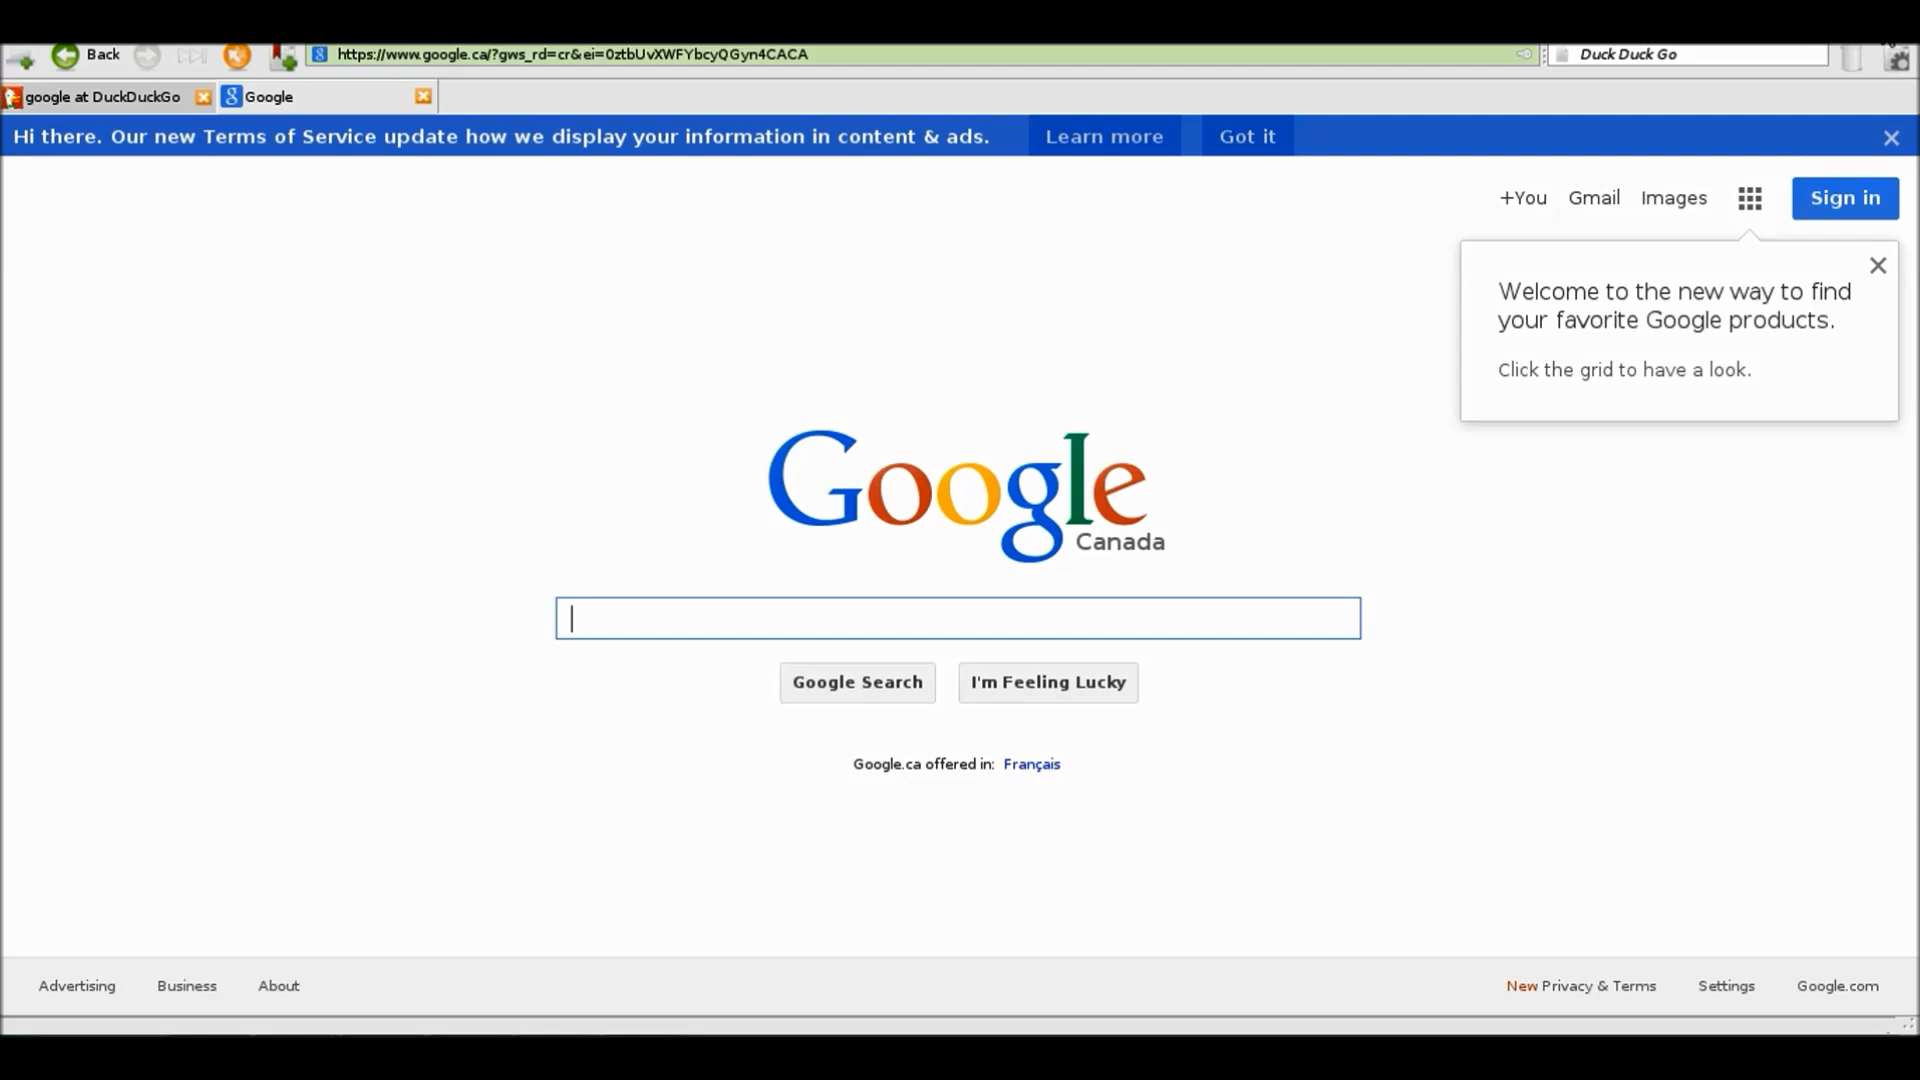 Back
https://www.google.ca/?gws_rd=cr&ei=0ztbUvXWFYbcyQGyn4CACA
Duck Duck Go
google at DuckDuckGo
Google
Hi there. Our new Terms of Service update how we display your information in content & ads.
Learn more
Got it
+You
Gmail
Images
Sign in
Welcome to the new way to find
your favorite Google products.
Click the grid to have a look.
Google
Canada
Google Search
I'm Feeling Lucky
Google.ca offered in: Français
Advertising
Business
About
New Privacy & Terms
Settings
Google.com